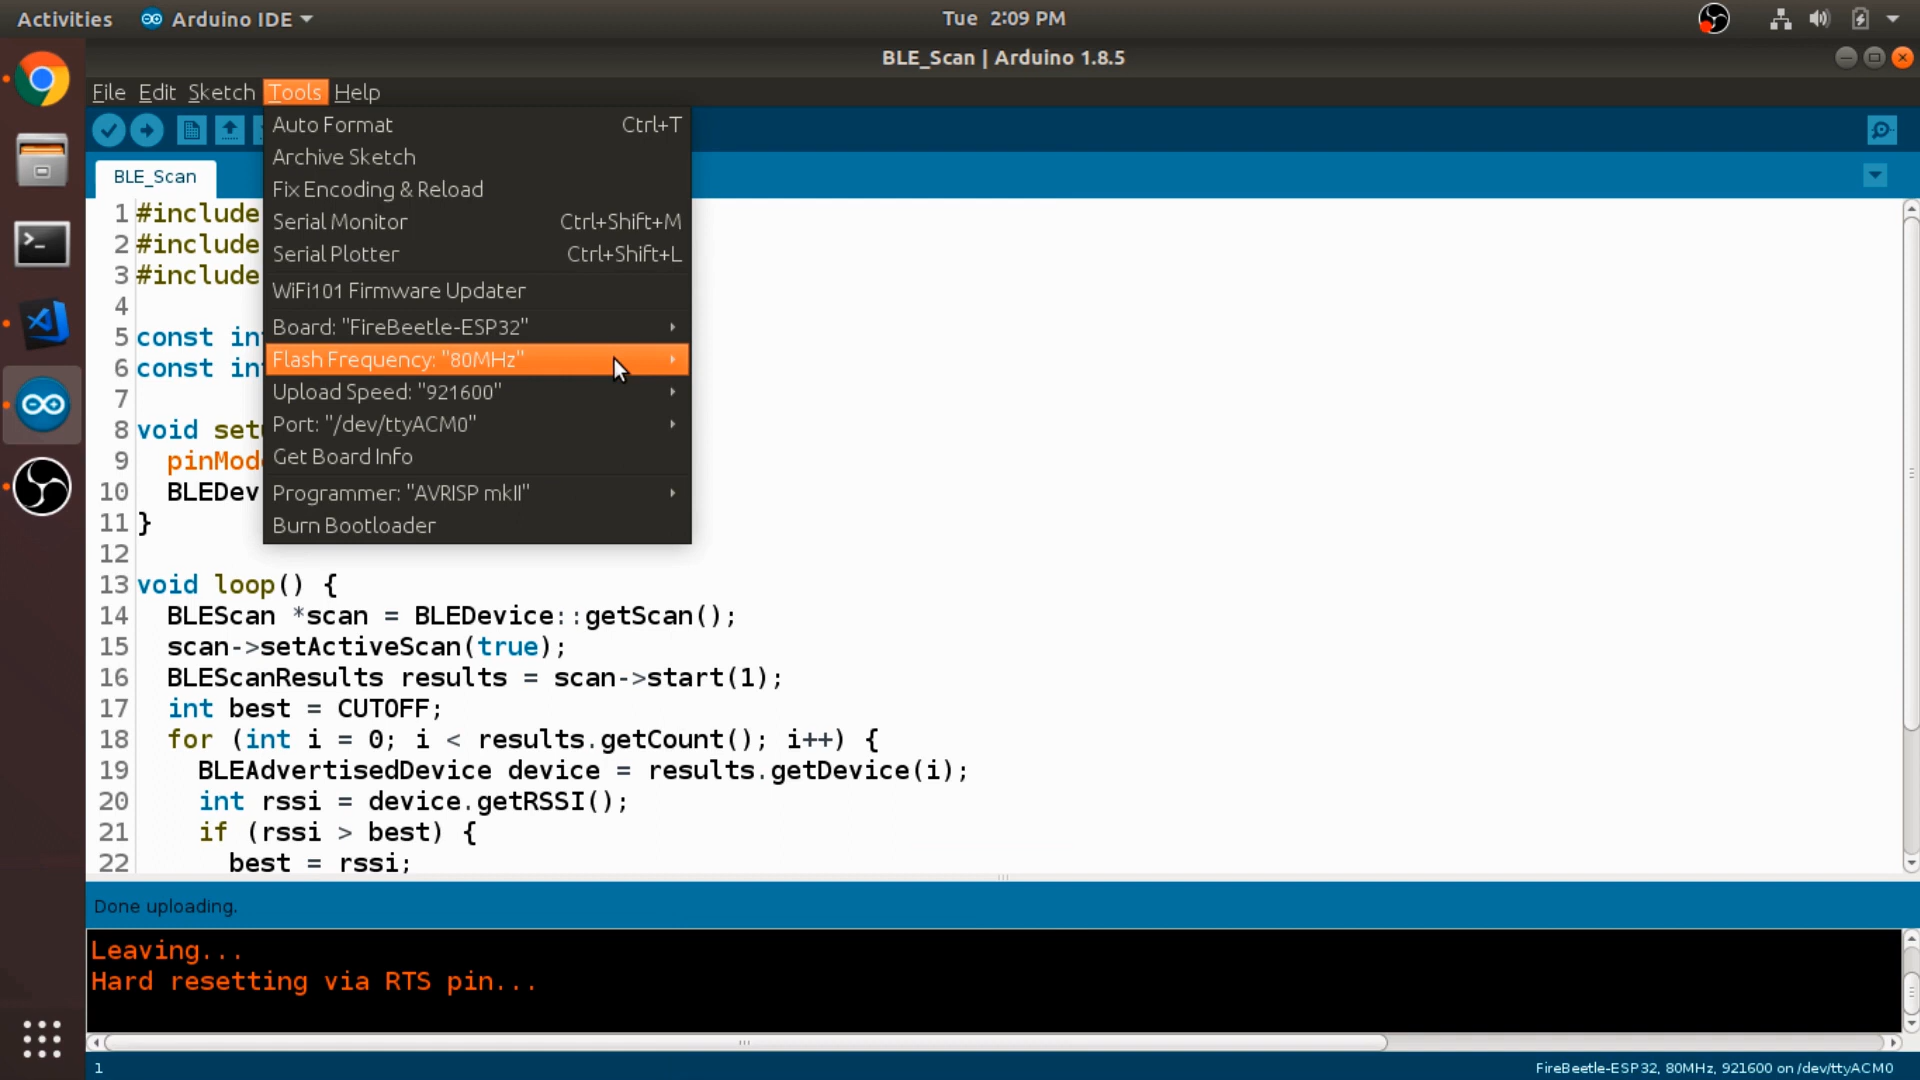 Activities Arduino IDE Tue 2:09 PM
BLE_Scan | Arduino 1.8.5
File Edit Sketch Tools Help
Auto Format Ctrl+T
Archive Sketch
Fix Encoding & Reload
Serial Monitor Ctrl+Shift+M
Serial Plotter Ctrl+Shift+L
WiFi101 Firmware Updater
Board: "FireBeetle-ESP32"
Flash Frequency: "80MHz"
Upload Speed: "921600"
Port: "/dev/ttyACM0"
Get Board Info
Programmer: "AVRISP mkII"
Burn Bootloader
BLE_Scan
1 #include
2 #include
3 #include
4
5 const in
6 const in
7
8 void set
9 pinMod
10 BLEDev
11 }
12
13 void loop() {
14 BLEScan *scan = BLEDevice::getScan();
15 scan->setActiveScan(true);
16 BLEScanResults results = scan->start(1);
17 int best = CUTOFF;
18 for (int i = 0; i < results.getCount(); i++) {
19 BLEAdvertisedDevice device = results.getDevice(i);
20 int rssi = device.getRSSI();
21 if (rssi > best) {
22 best = rssi;
Done uploading.
Leaving...
Hard resetting via RTS pin...
1 FireBeetle-ESP32, 80MHz, 921600 on /dev/ttyACM0